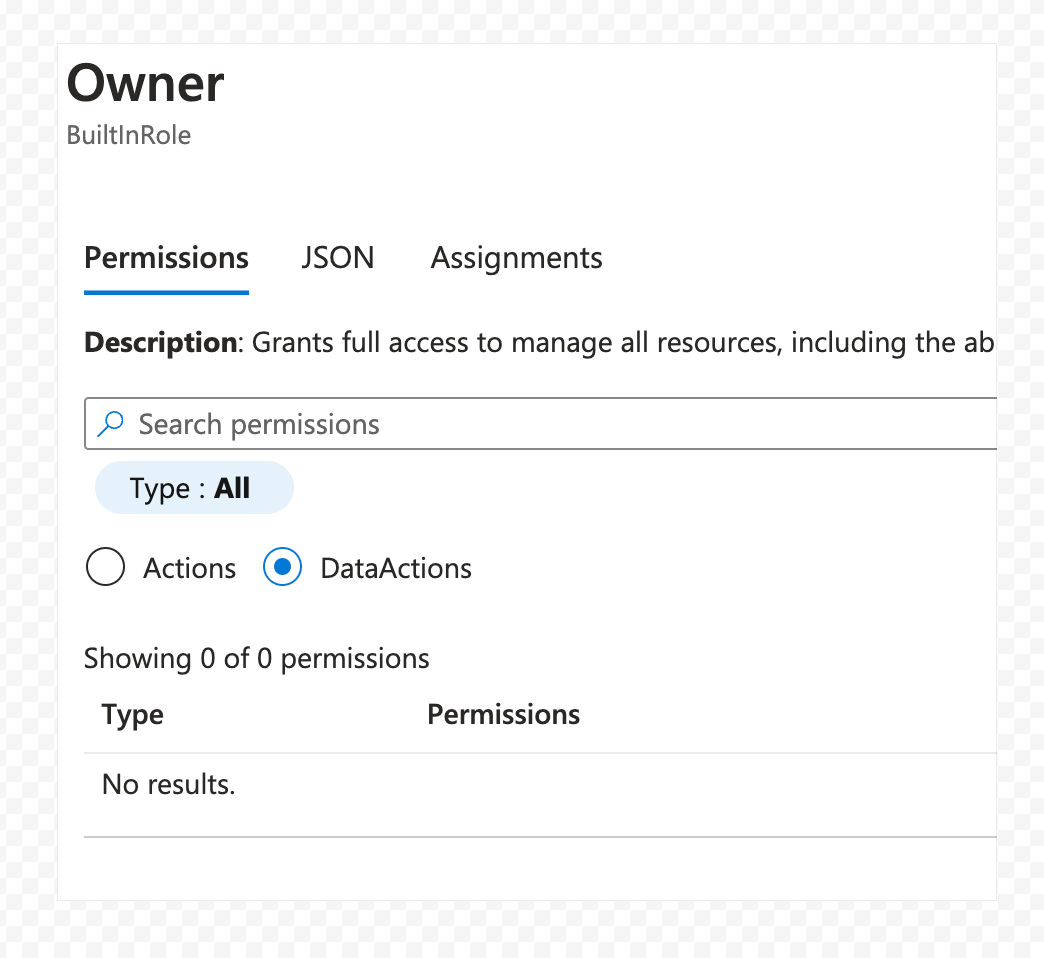 Owner
BuiltInRole
Permissions JSON Assignments
Description: Grants full access to manage all resources, including the ab
Search permissions
Type : All
Actions DataActions
Showing 0 of 0 permissions
Type Permissions
No results.